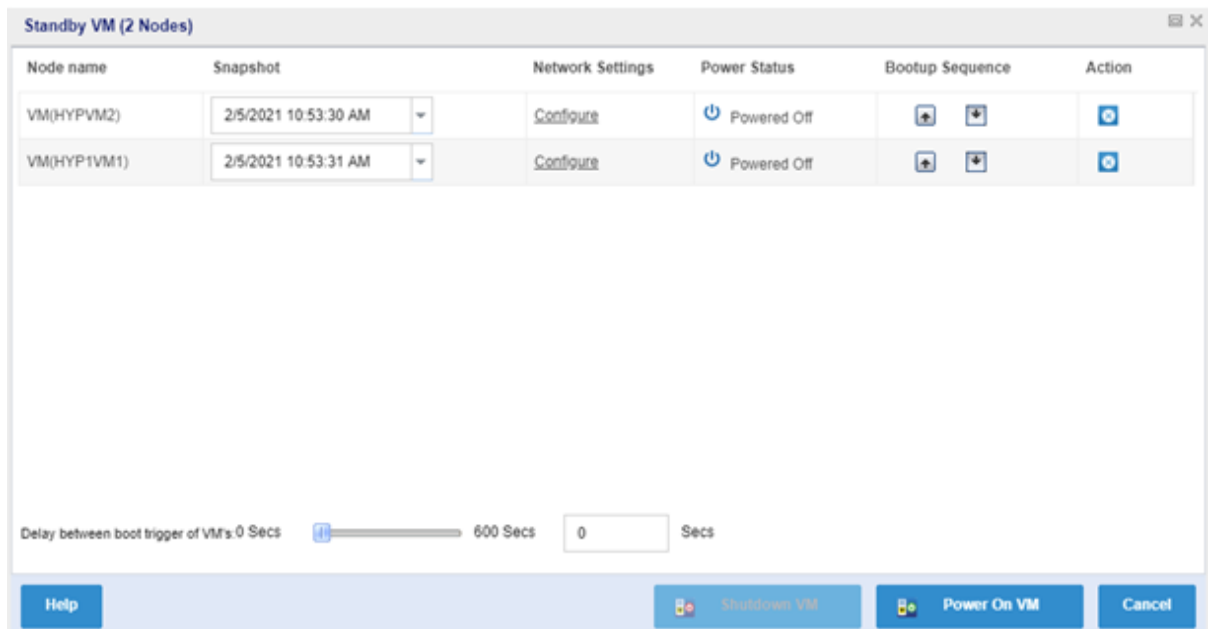 Standby VM (2 Nodes)
Node name Snapshot Network Settings Power Status Bootup Sequence Action
VM(HYPVM2) 2/5/2021 10:53:30 AM Configure Powered Off
VM(HYP1VM1) 2/5/2021 10:53:31 AM Configure Powered Off
Delay between boot trigger of VM's:0 Secs 600 Secs 0 Secs
Help Shutdown VM Power On VM Cancel